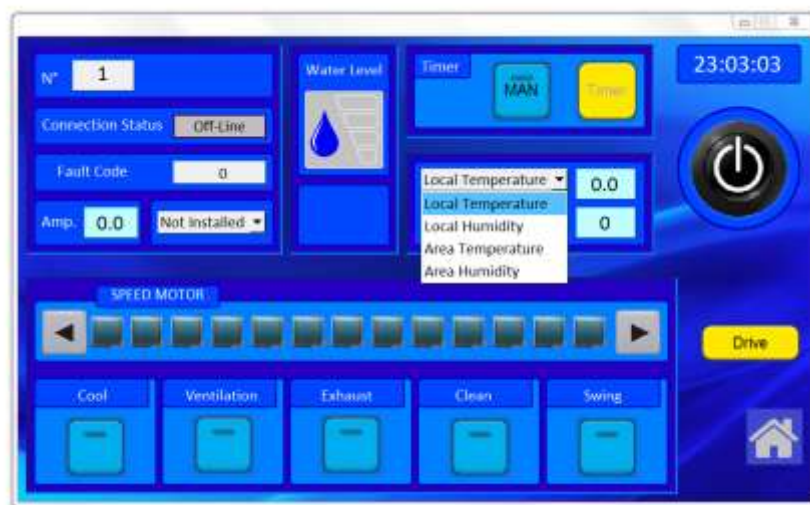 N° 1
Connection Status Off-Line
Fault Code 0
Amp. 0.0 Not Installed
Water Level
Timer
MAN
Timer
23:03:03
Local Temperature 0.0
Local Temperature
Local Humidity 0
Area Temperature
Area Humidity
SPEED MOTOR
Drive
Cool Ventilation Exhaust Clean Swing